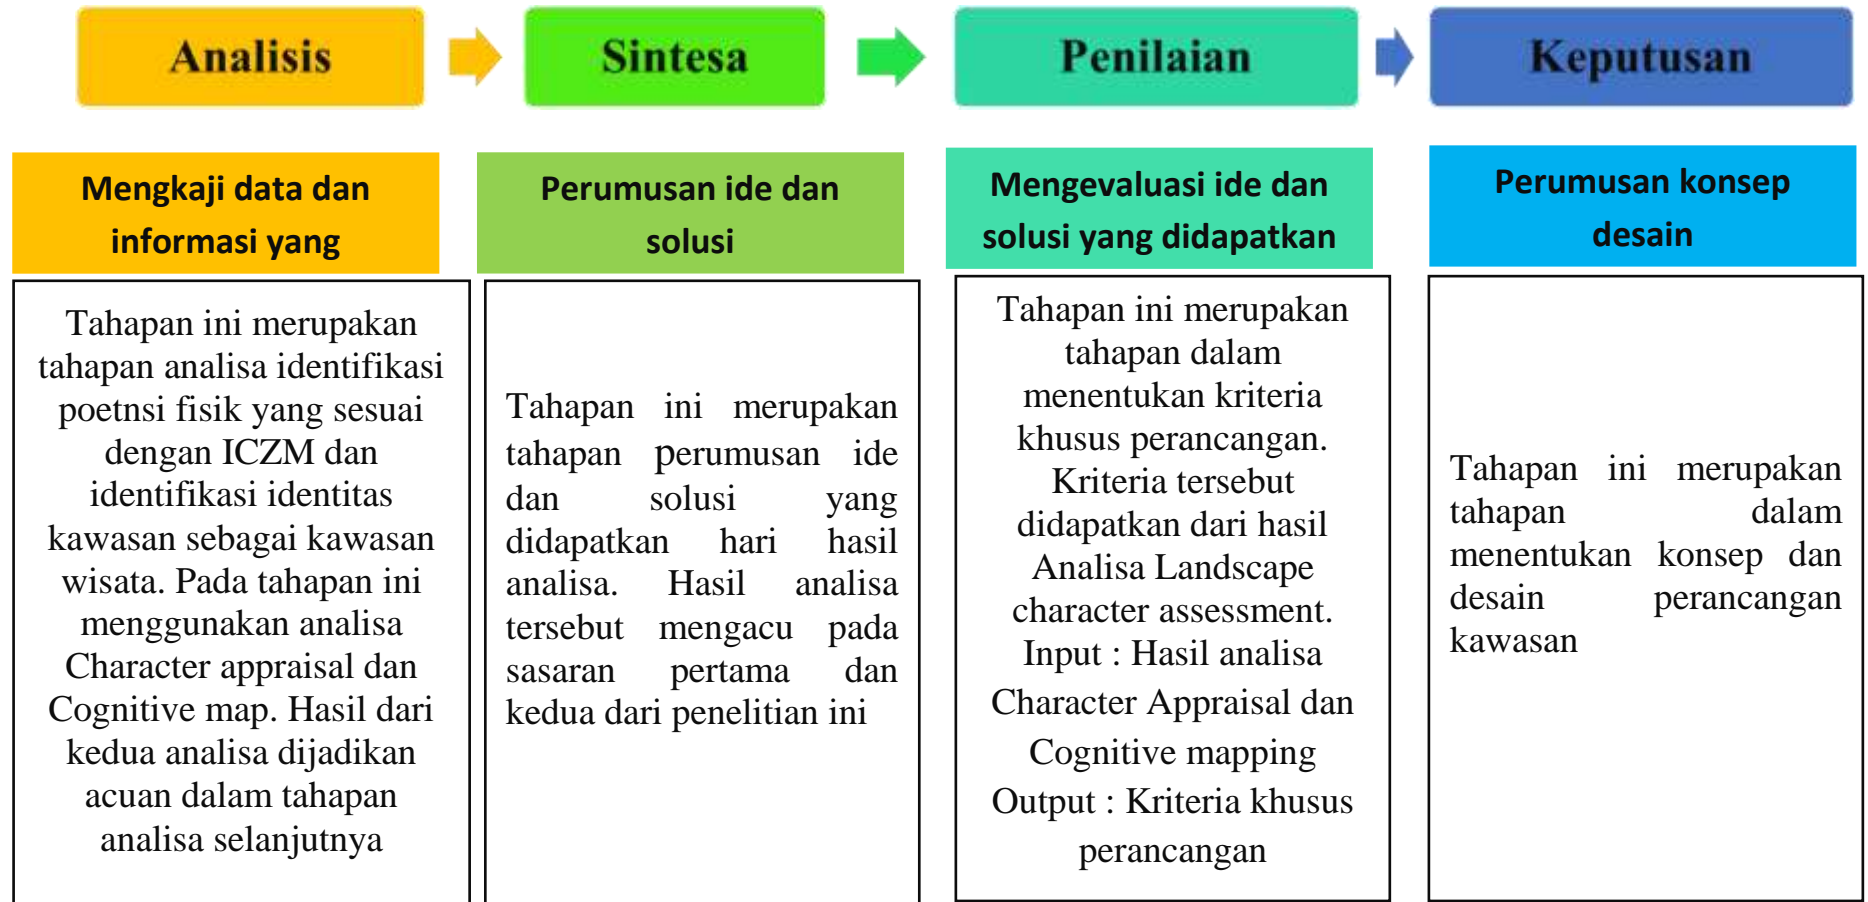 Analisis
Sintesa
Penilaian
Keputusan
Mengkaji data dan
informasi yang
Perumusan ide dan
solusi
Mengevaluasi ide dan
solusi yang didapatkan
Perumusan konsep
desain
Tahapan ini merupakan
tahapan analisa identifikasi
poetnsi fisik yang sesuai
dengan ICZM dan
identifikasi identitas
kawasan sebagai kawasan
wisata. Pada tahapan ini
menggunakan analisa
Character appraisal dan
Cognitive map. Hasil dari
kedua analisa dijadikan
acuan dalam tahapan
analisa selanjutnya
Tahapan ini merupakan
tahapan perumusan ide
dan solusi yang
didapatkan hari hasil
analisa. Hasil analisa
tersebut mengacu pada
sasaran pertama dan
kedua dari penelitian ini
Tahapan ini merupakan
tahapan dalam
menentukan kriteria
khusus perancangan.
Kriteria tersebut
didapatkan dari hasil
Analisa Landscape
character assessment.
Input : Hasil analisa
Character Appraisal dan
Cognitive mapping
Output : Kriteria khusus
perancangan
Tahapan ini merupakan
tahapan dalam
menentukan konsep dan
desain perancangan
kawasan